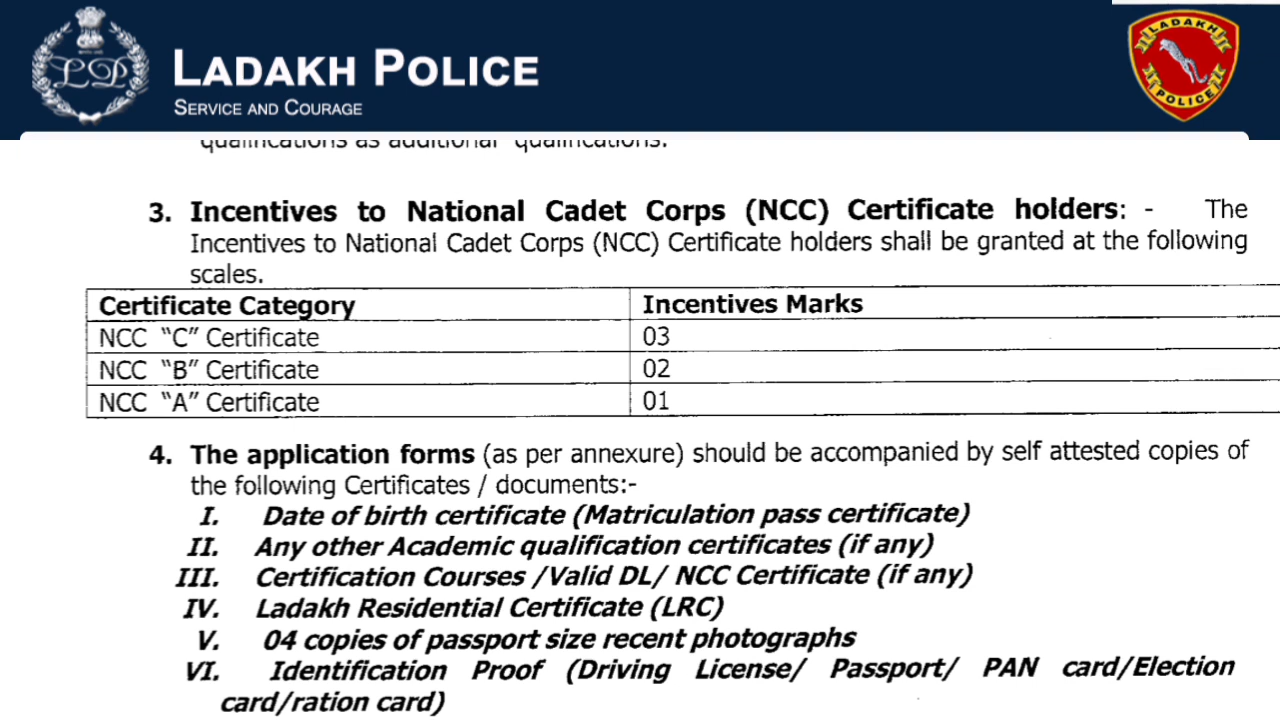 LP
LADAKH POLICE
SERVICE AND COURAGE
LADAKH
POLICE
qualifications as additional qualifications.
3. Incentives to National Cadet Corps (NCC) Certificate holders: - The
Incentives to National Cadet Corps (NCC) Certificate holders shall be granted at the following
scales.
Certificate Category Incentives Marks
NCC "C" Certificate 03
NCC "B" Certificate 02
NCC "A" Certificate 01
4. The application forms (as per annexure) should be accompanied by self attested copies of
the following Certificates / documents:-
I. Date of birth certificate (Matriculation pass certificate)
II. Any other Academic qualification certificates (if any)
III. Certification Courses /Valid DL/ NCC Certificate (if any)
IV. Ladakh Residential Certificate (LRC)
V. 04 copies of passport size recent photographs
VI. Identification Proof (Driving License/ Passport/ PAN card/Election
card/ration card)